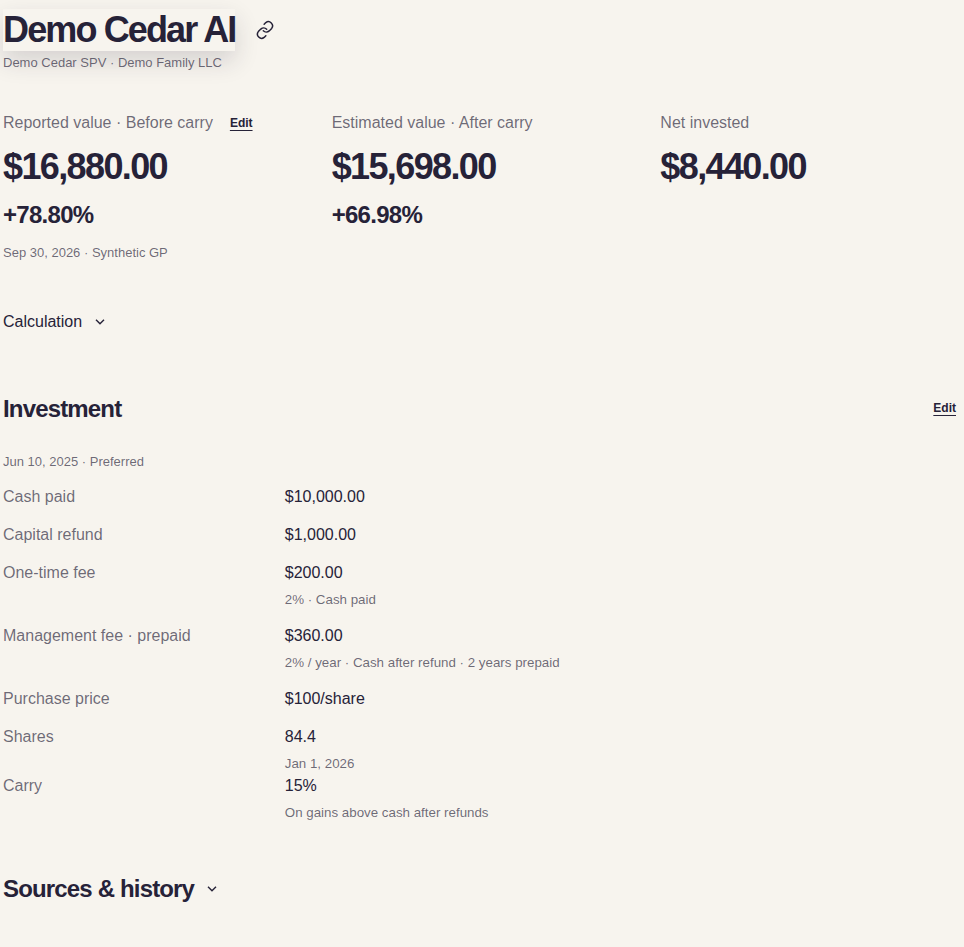 Demo Cedar AI
Demo Cedar SPV · Demo Family LLC
Reported value · Before carry Edit
$16,880.00
+78.80%
Sep 30, 2026 · Synthetic GP
Estimated value · After carry
$15,698.00
+66.98%
Net invested
$8,440.00
Calculation
Investment Edit
Jun 10, 2025 · Preferred
Cash paid $10,000.00
Capital refund $1,000.00
One-time fee $200.00
2% · Cash paid
Management fee · prepaid $360.00
2% / year · Cash after refund · 2 years prepaid
Purchase price $100/share
Shares 84.4
Jan 1, 2026
Carry 15%
On gains above cash after refunds
Sources & history